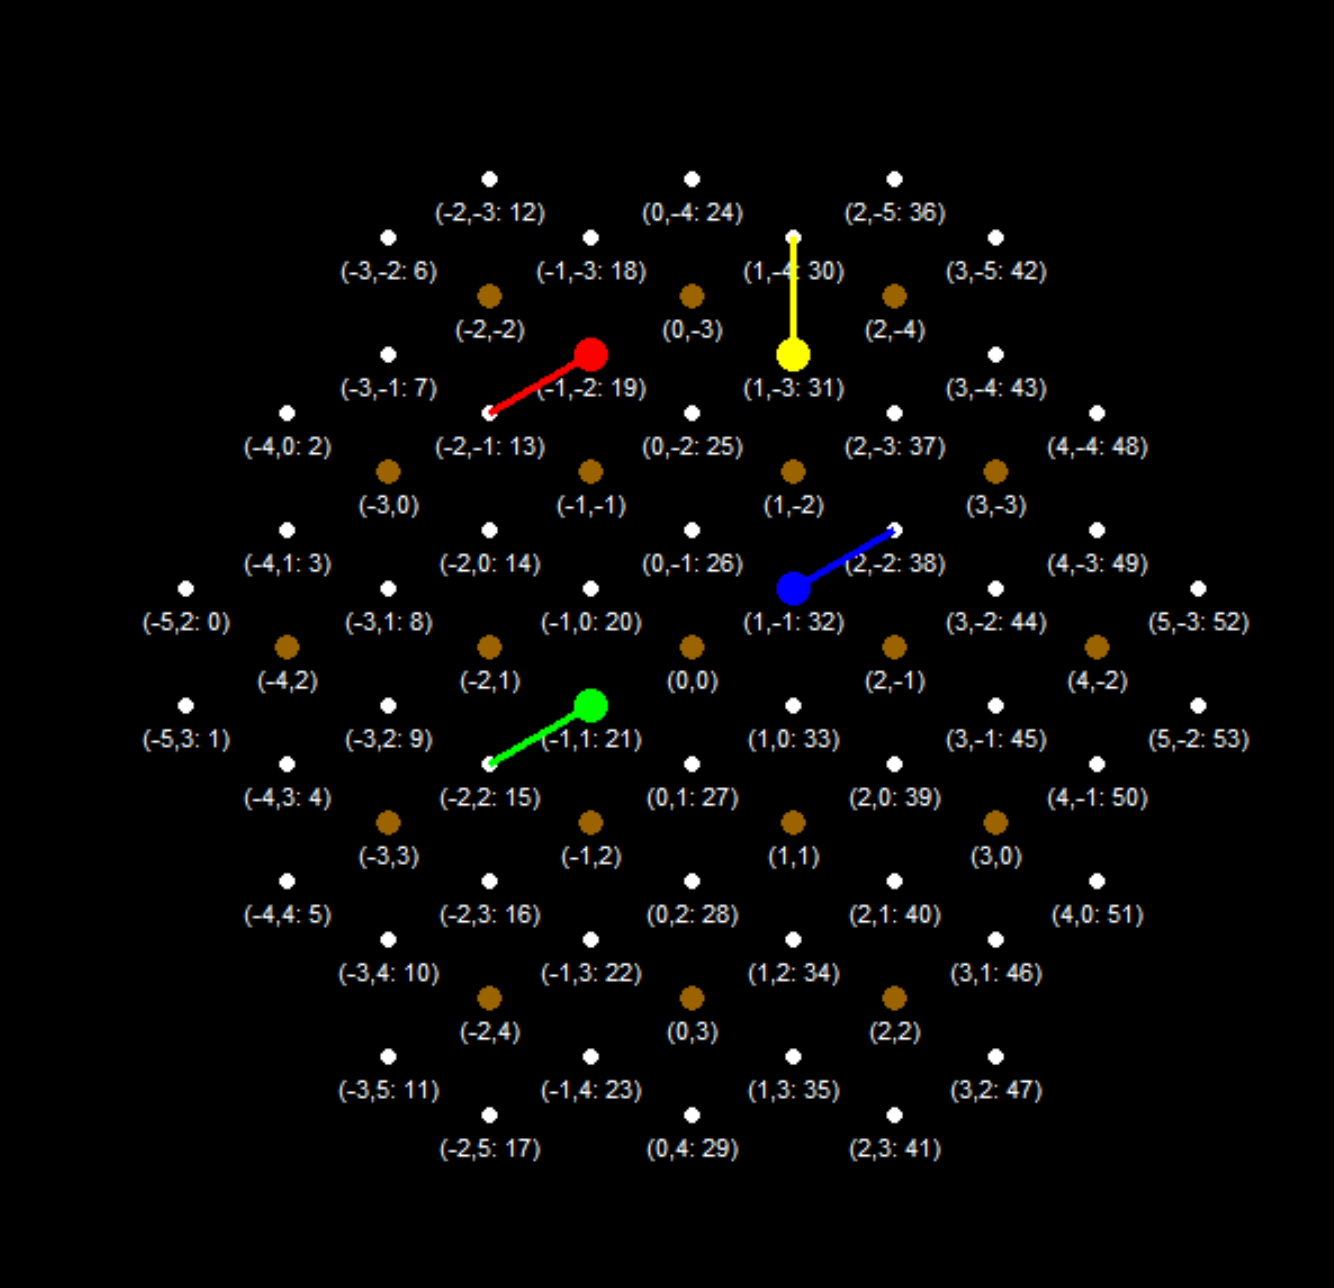 (-2,-3: 12) (0,-4: 24) (2,-5: 36)
(-3,-2: 6) (-1,-3: 18) (1,-4: 30) (3,-5: 42)
(-2,-2) (0,-3) (2,-4)
(-3,-1: 7) (-1,-2: 19) (1,-3: 31) (3,-4: 43)
(-4,0: 2) (-2,-1: 13) (0,-2: 25) (2,-3: 37) (4,-4: 48)
(-3,0) (-1,-1) (1,-2) (3,-3)
(-4,1: 3) (-2,0: 14) (0,-1: 26) (2,-2: 38) (4,-3: 49)
(-5,2: 0) (-3,1: 8) (-1,0: 20) (1,-1: 32) (3,-2: 44) (5,-3: 52)
(-4,2) (-2,1) (0,0) (2,-1) (4,-2)
(-5,3: 1) (-3,2: 9) (-1,1: 21) (1,0: 33) (3,-1: 45) (5,-2: 53)
(-4,3: 4) (-2,2: 15) (0,1: 27) (2,0: 39) (4,-1: 50)
(-3,3) (-1,2) (1,1) (3,0)
(-4,4: 5) (-2,3: 16) (0,2: 28) (2,1: 40) (4,0: 51)
(-3,4: 10) (-1,3: 22) (1,2: 34) (3,1: 46)
(-2,4) (0,3) (2,2)
(-3,5: 11) (-1,4: 23) (1,3: 35) (3,2: 47)
(-2,5: 17) (0,4: 29) (2,3: 41)